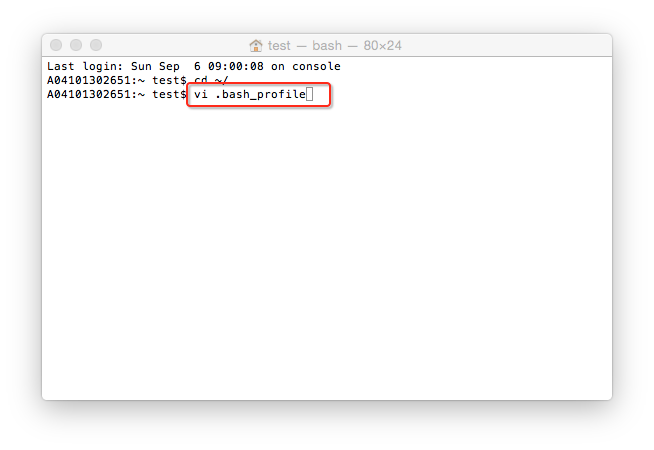 test — bash — 80×24
Last login: Sun Sep  6 09:00:08 on console
A04101302651:~ test$ cd ~/
A04101302651:~ test$ vi .bash_profile